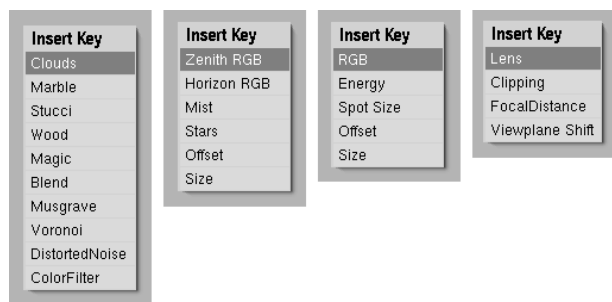 Insert Key
Clouds
Marble
Stucci
Wood
Magic
Blend
Musgrave
Voronoi
DistortedNoise
ColorFilter
Insert Key
Zenith RGB
Horizon RGB
Mist
Stars
Offset
Size
Insert Key
RGB
Energy
Spot Size
Offset
Size
Insert Key
Lens
Clipping
FocalDistance
Viewplane Shift